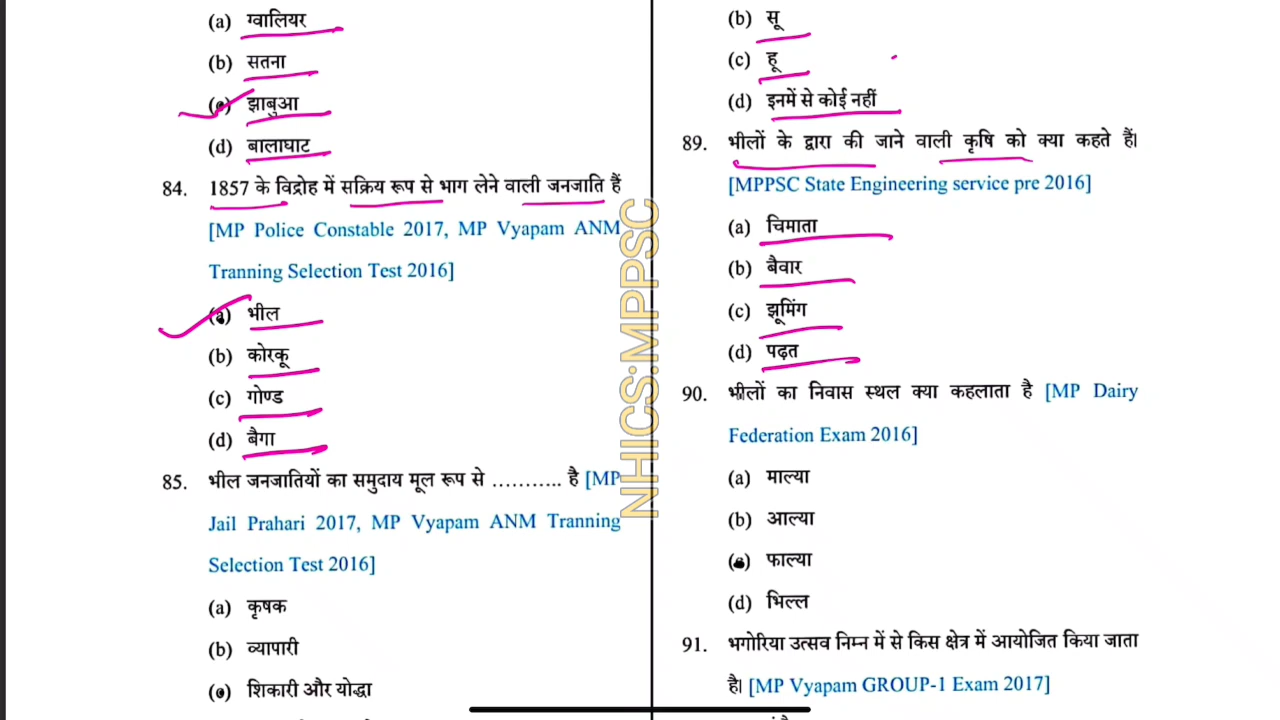 (a) ग्वालियर
(b) सतना
(c) झाबुआ
(d) बालाघाट
84. 1857 के विद्रोह में सक्रिय रूप से भाग लेने वाली जनजाति हैं
[MP Police Constable 2017, MP Vyapam ANM
Tranning Selection Test 2016]
(a) भील
(b) कोरकू
(c) गोण्ड
(d) बैगा
85. भील जनजातियों का समुदाय मूल रूप से ........... है [MP
Jail Prahari 2017, MP Vyapam ANM Tranning
Selection Test 2016]
(a) कृषक
(b) व्यापारी
(c) शिकारी और योद्धा
NHICS:MPPSC
(b) सू
(c) हू
(d) इनमें से कोई नहीं
89. भीलों के द्वारा की जाने वाली कृषि को क्या कहते हैं।
[MPPSC State Engineering service pre 2016]
(a) चिमाता
(b) बैवार
(c) झूमिंग
(d) पढ़त
90. भीलों का निवास स्थल क्या कहलाता है [MP Dairy
Federation Exam 2016]
(a) माल्या
(b) आल्या
(c) फाल्या
(d) भिल्ल
91. भगोरिया उत्सव निम्न में से किस क्षेत्र में आयोजित किया जाता
है। [MP Vyapam GROUP-1 Exam 2017]